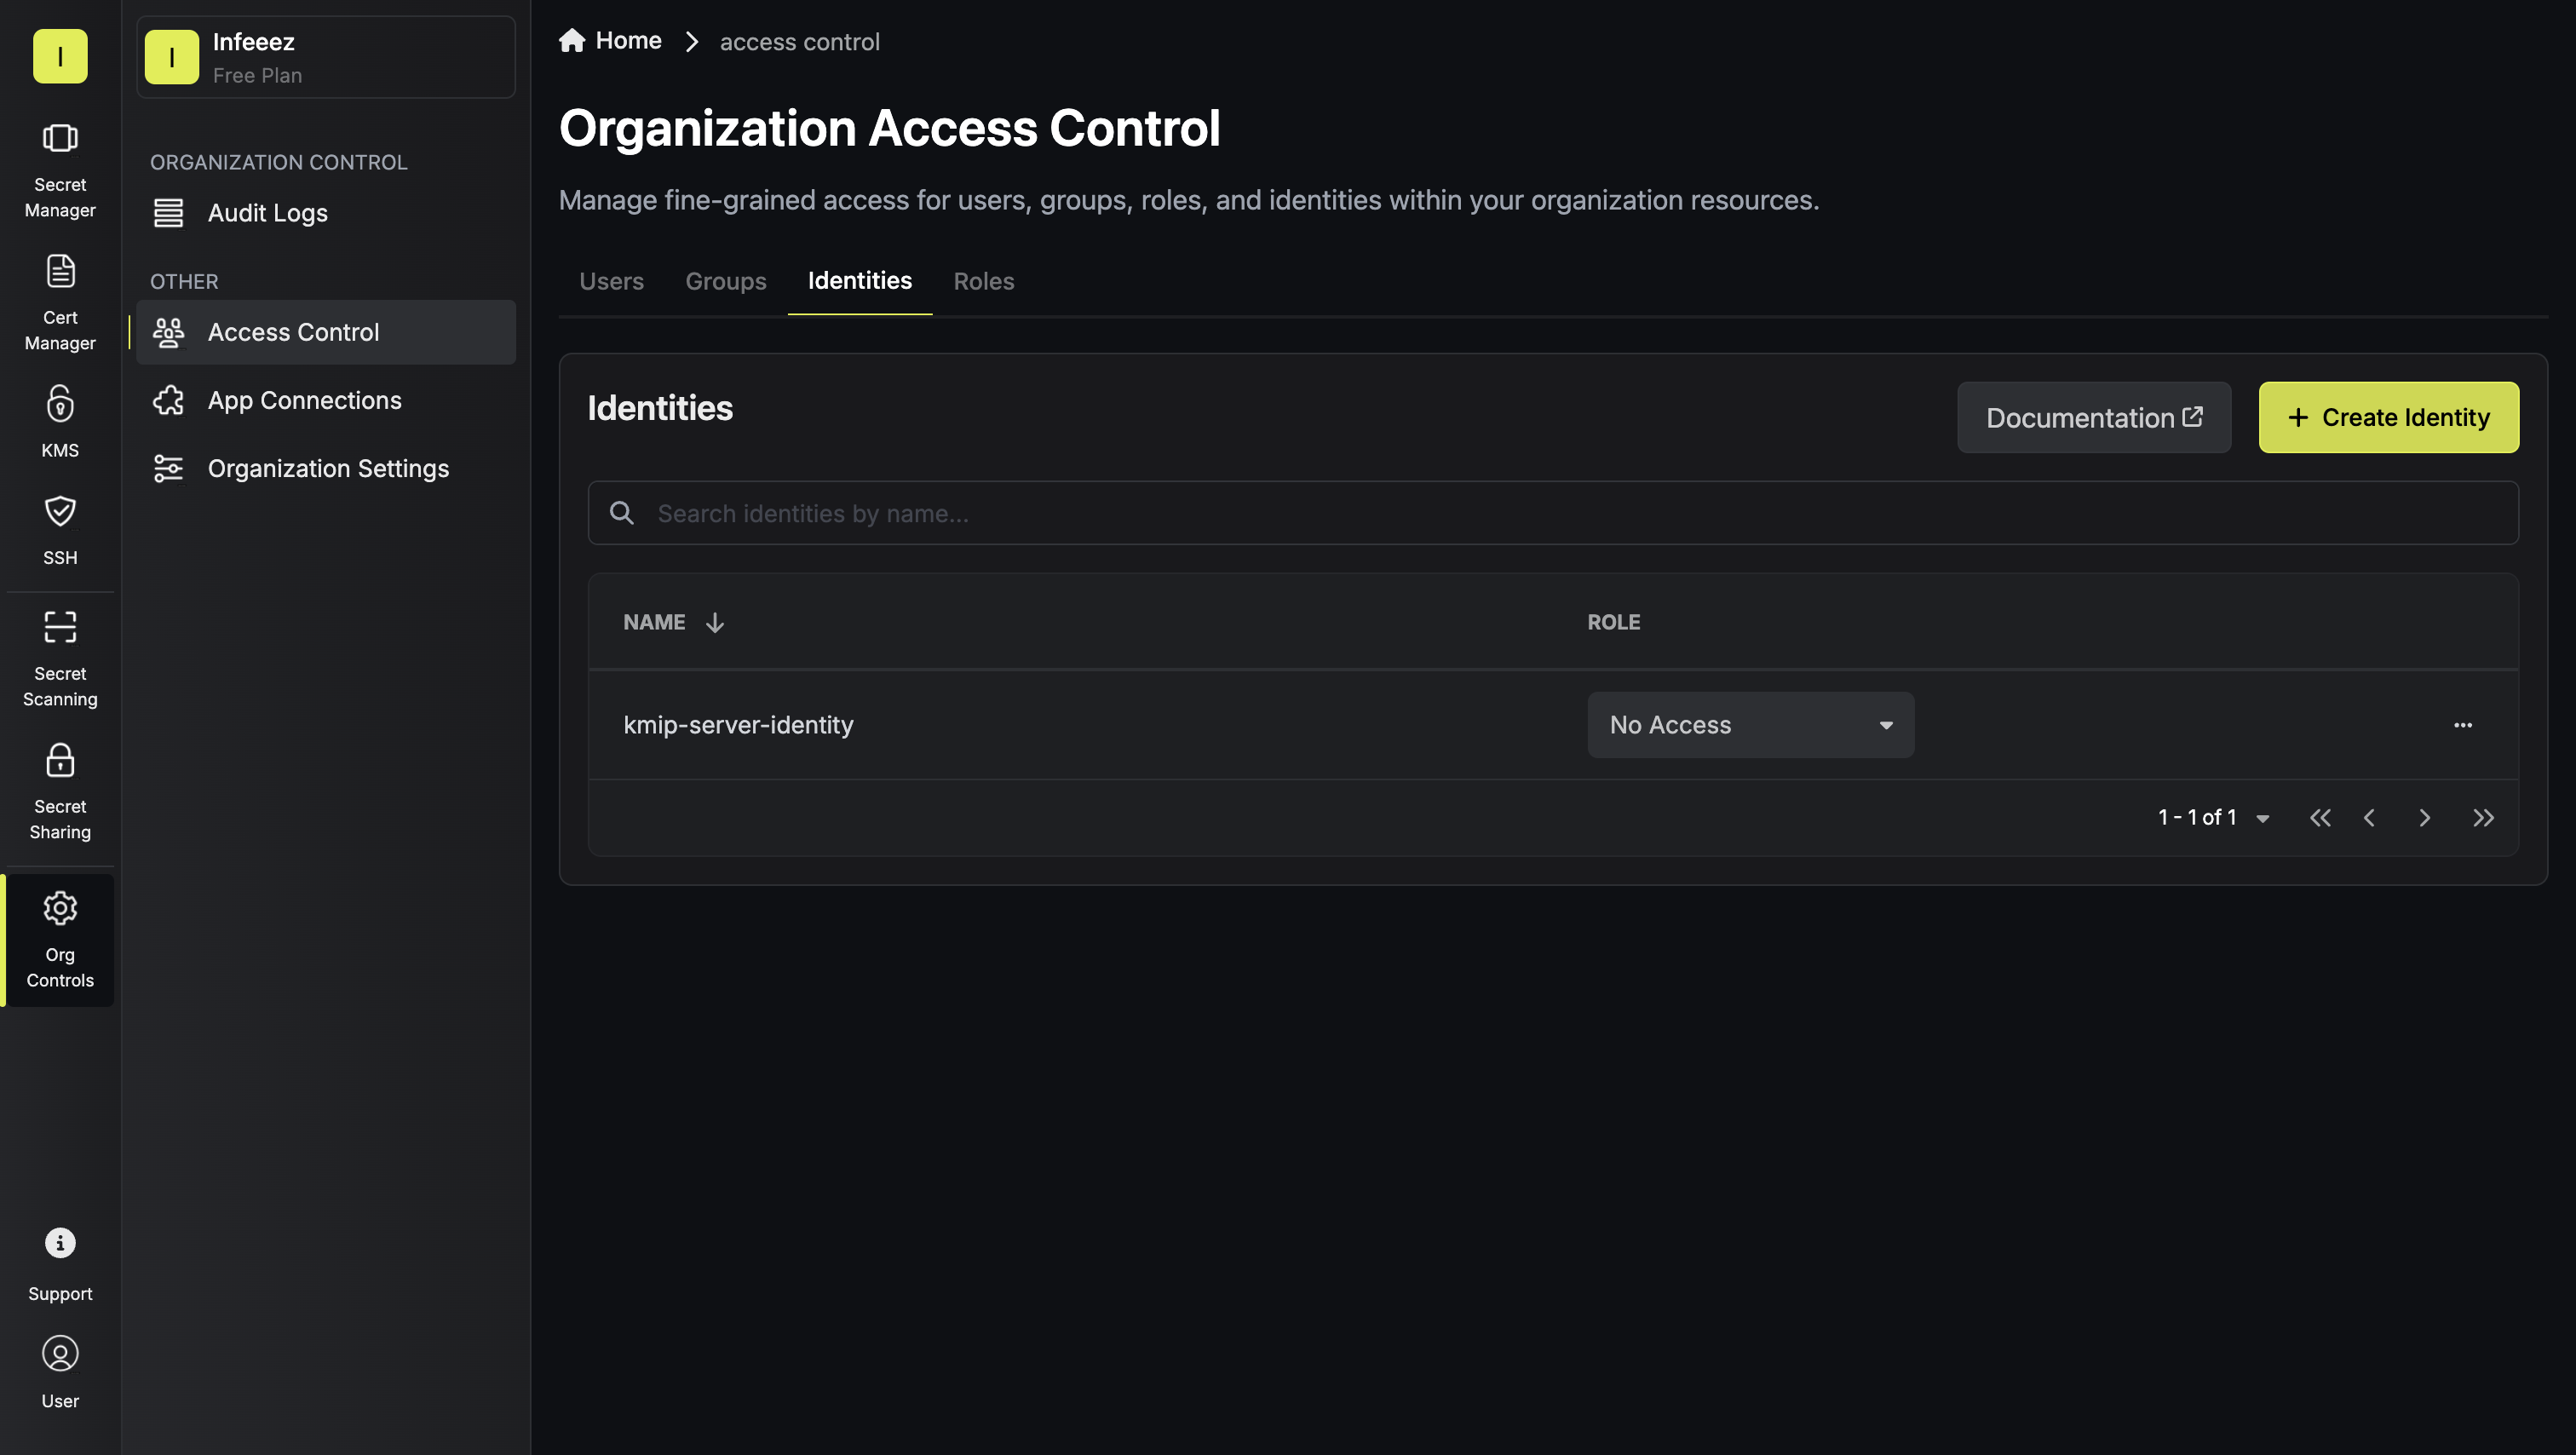 I
Secret
Manager
Cert
Manager
KMS
SSH
Secret
Scanning
Secret
Sharing
Org
Controls
Support
User
I
Infeeez
Free Plan
ORGANIZATION CONTROL
Audit Logs
OTHER
Access Control
App Connections
Organization Settings
Home
access control
Organization Access Control
Manage fine-grained access for users, groups, roles, and identities within your organization resources.
Users Groups Identities Roles
Identities
Documentation
Create Identity
Search identities by name...
NAME ROLE
kmip-server-identity No Access
1 - 1 of 1